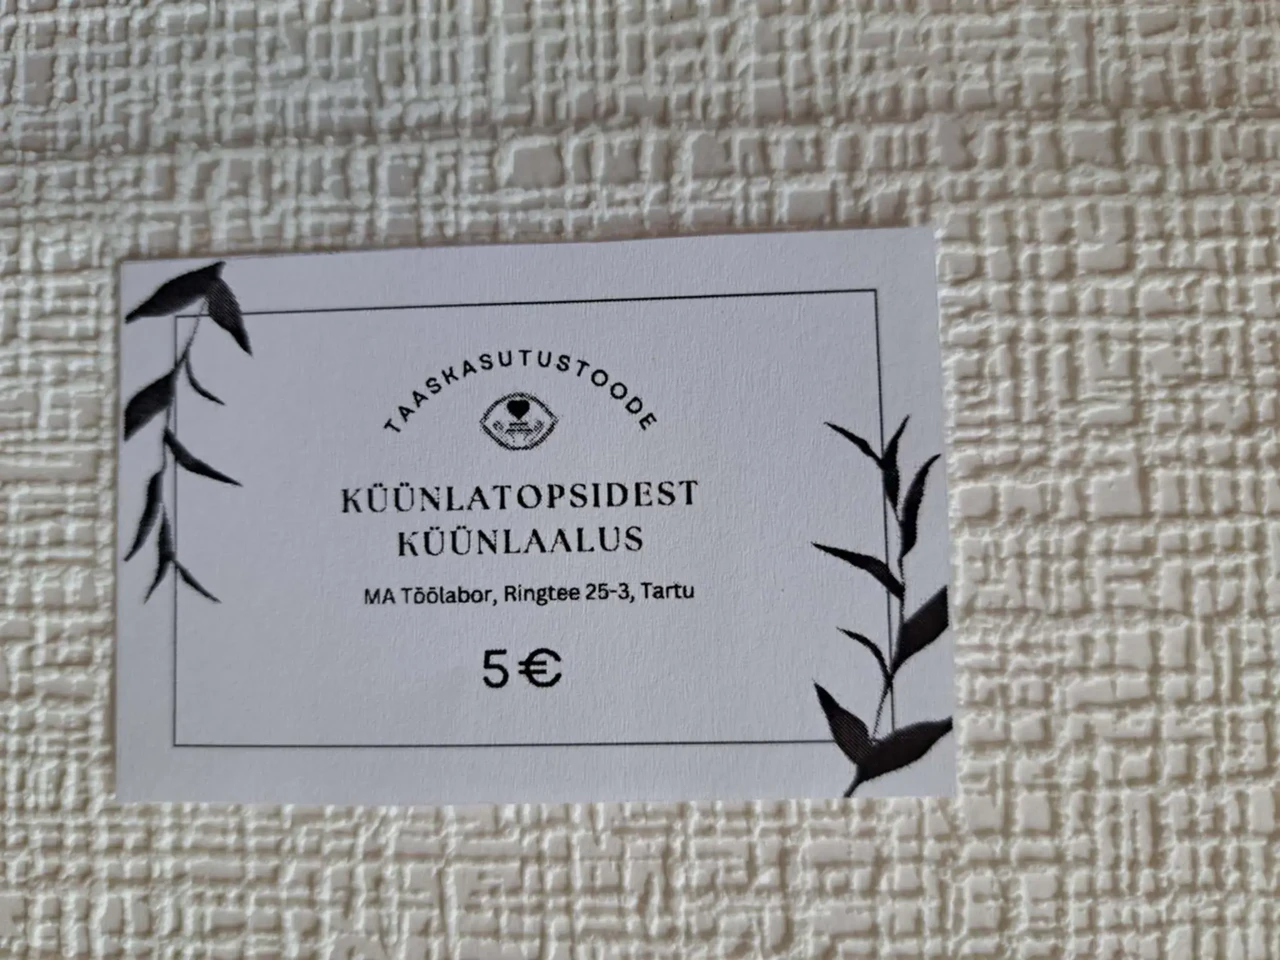 TAASKASUTUSTOODE
KÜÜNLATOPSIDEST
KÜÜNLAALUS
MA Töölabor, Ringtee 25-3, Tartu
5€